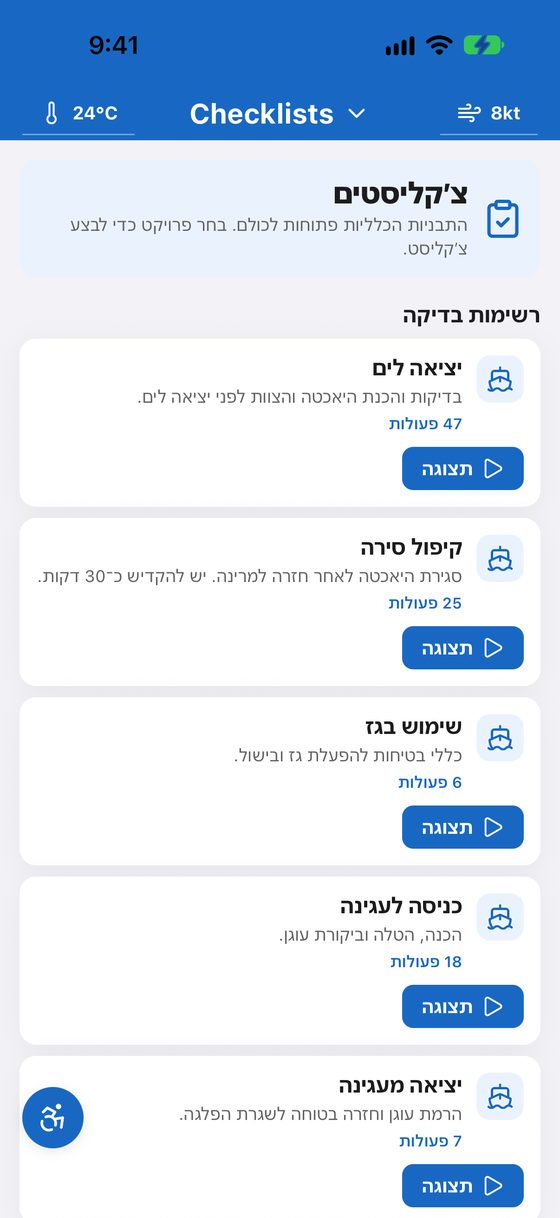 9:41
24°C
Checklists
8kt
צ'קליסטים
התבניות הכלליות פתוחות לכולם. בחר פרויקט כדי לבצע
צ'קליסט.
רשימות בדיקה
יציאה לים
בדיקות והכנת היאכטה והצוות לפני יציאה לים.
47 פעולות
תצוגה
קיפול סירה
סגירת היאכטה לאחר חזרה למרינה. יש להקדיש כ־30 דקות.
25 פעולות
תצוגה
שימוש בגז
כללי בטיחות להפעלת גז ובישול.
6 פעולות
תצוגה
כניסה לעגינה
הכנה, הטלה וביקורת עוגן.
18 פעולות
תצוגה
יציאה מעגינה
הרמת עוגן וחזרה בטוחה לשגרת הפלגה.
7 פעולות
תצוגה